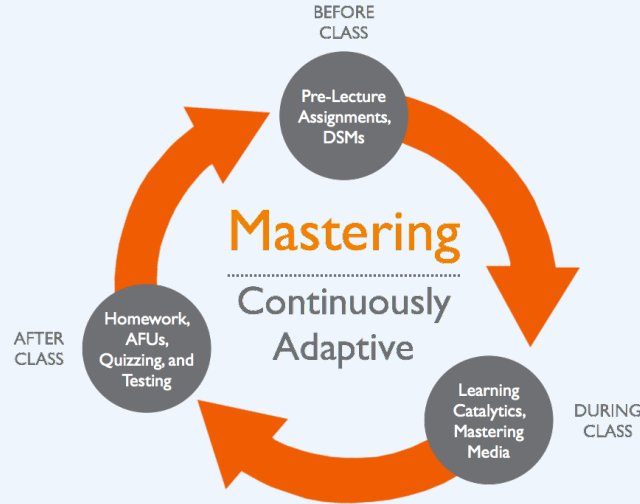 BEFORE
CLASS
Pre-Lecture
Assignments,
DSMs
Mastering
Continuously
Adaptive
AFTER
CLASS
Homework,
AFUs,
Quizzing, and
Testing
Learning
Catalytics,
Mastering
Media
DURING
CLASS